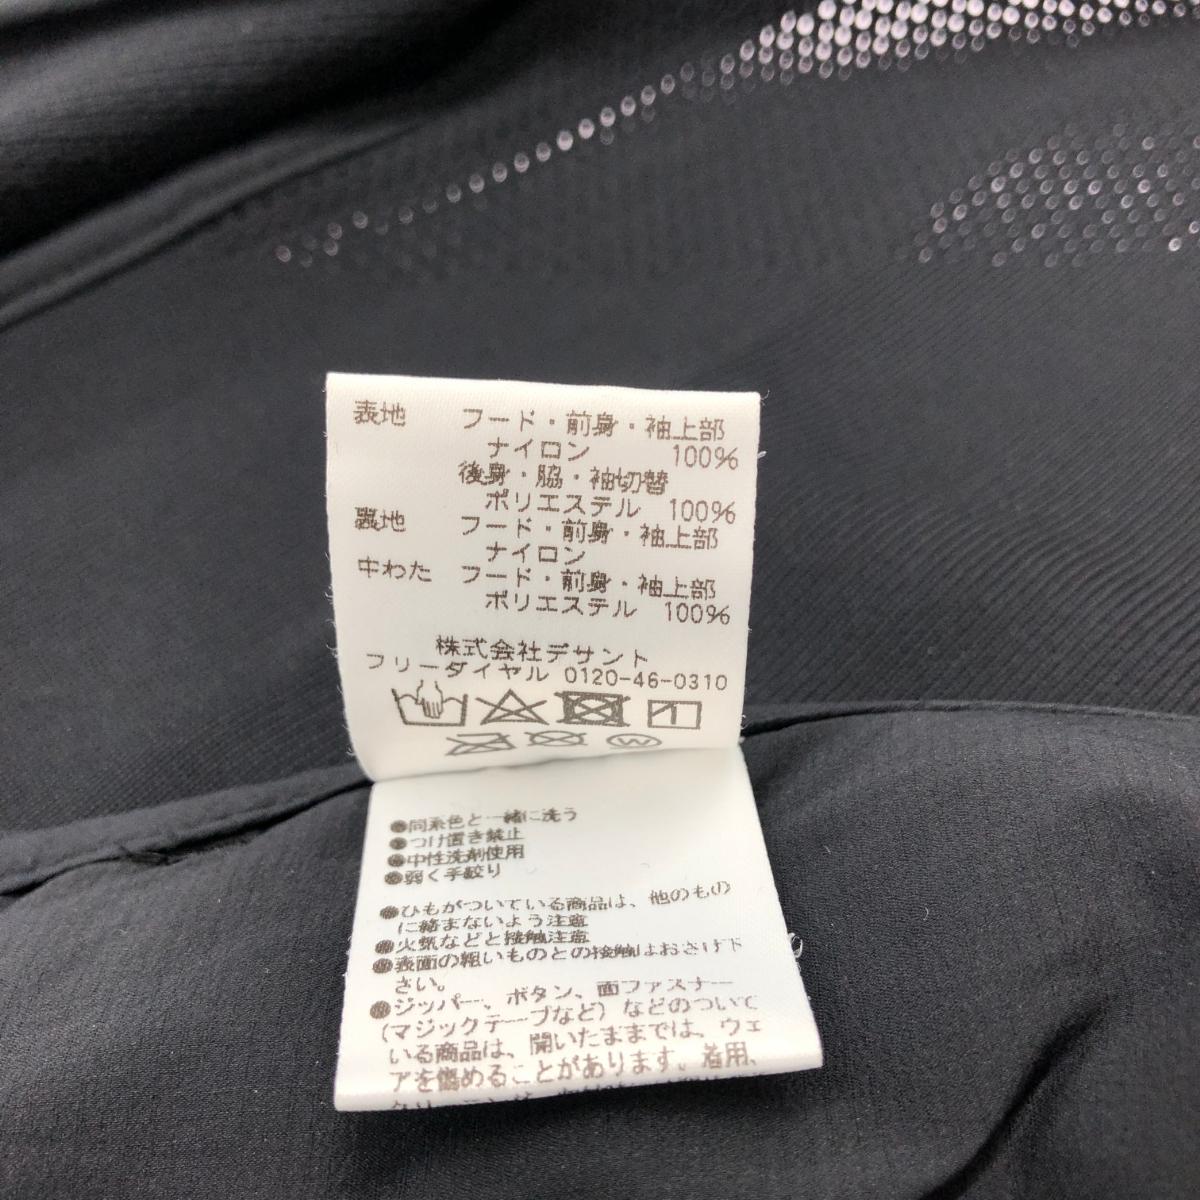 表地 フード・前身・袖上部
ナイロン 100%
後身・脇・袖切替
ポリエステル 100%
裏地 フード・前身・袖上部
ナイロン
中わた フード・前身・袖上部
ポリエステル 100%
株式会社デサント
フリーダイヤル 0120-46-0310
W
●同系色と一緒に洗う
●つけ置き禁止
●中性洗剤使用
●弱く手絞り
●ひもがついている商品は、他のもの
に絡まないよう注意
●火気などと接触注意
●表面の粗いものとの接触はおさけ下
さい。
●ジッパー、ボタン、面ファスナー
(マジックテープなど)などのついて
いる商品は、開いたままでは、ウェ
アを傷めることがあります。着用、